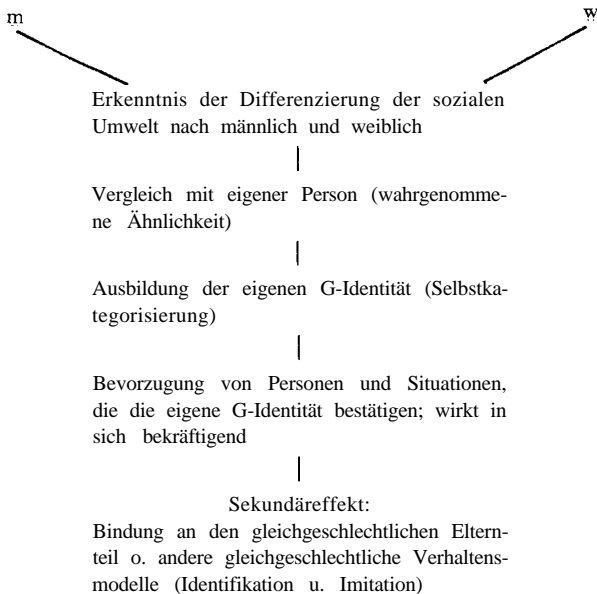 m w
Erkenntnis der Differenzierung der sozialen
Umwelt nach männlich und weiblich
Vergleich mit eigener Person (wahrgenomme-
ne Ähnlichkeit)
Ausbildung der eigenen G-Identität (Selbstka-
tegorisierung)
Bevorzugung von Personen und Situationen,
die die eigene G-Identität bestätigen; wirkt in
sich bekräftigend
Sekundäreffekt:
Bindung an den gleichgeschlechtlichen Eltern-
teil o. andere gleichgeschlechtliche Verhaltens-
modelle (Identifikation u. Imitation)